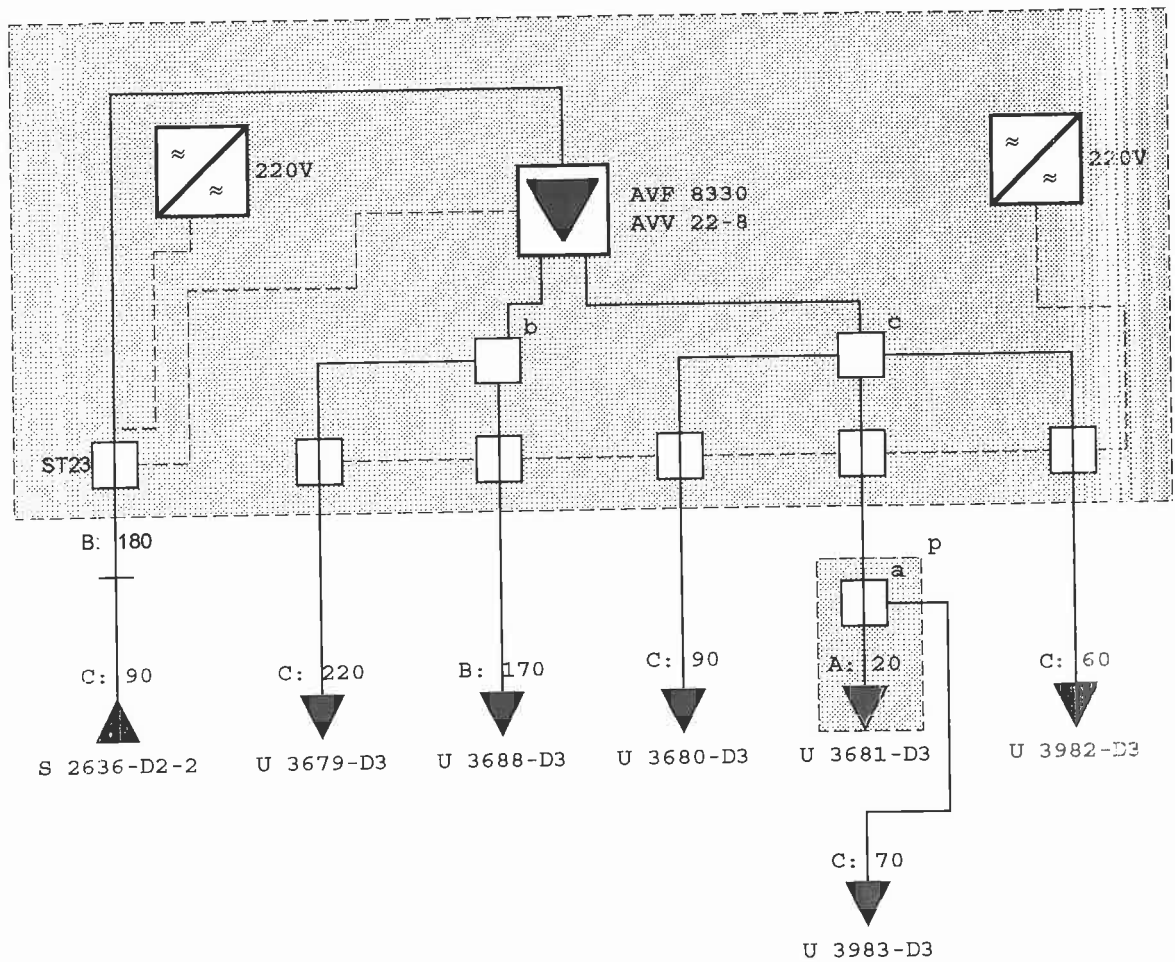 220V
220V
AVF 8330
AVV 22-8
b
c
ST23
B: 180
p
a
C: 90
C: 220
B: 170
C: 90
A: 20
C: 60
S 2636-D2-2
U 3679-D3
U 3688-D3
U 3680-D3
U 3681-D3
U 3982-D3
C: 70
U 3983-D3